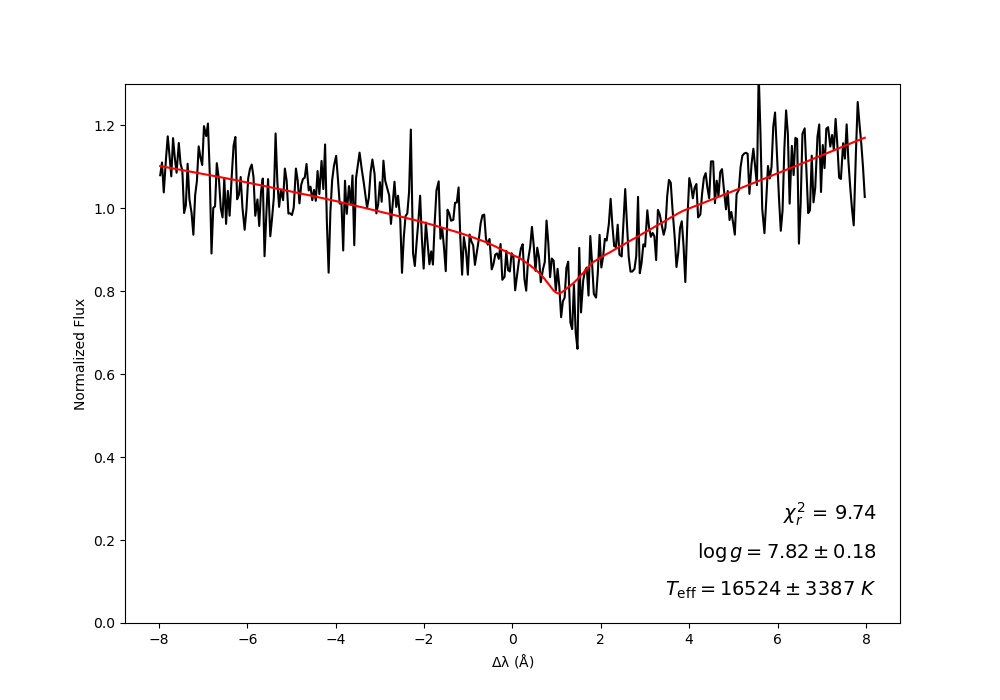 1.2
1.0
0.8
0.6
0.4
0.2
0.0
Normalized Flux
χ²ᵣ = 9.74
log g = 7.82 ± 0.18
T_eff = 16524 ± 3387 K
−8 −6 −4 −2 0 2 4 6 8
Δλ (Å)